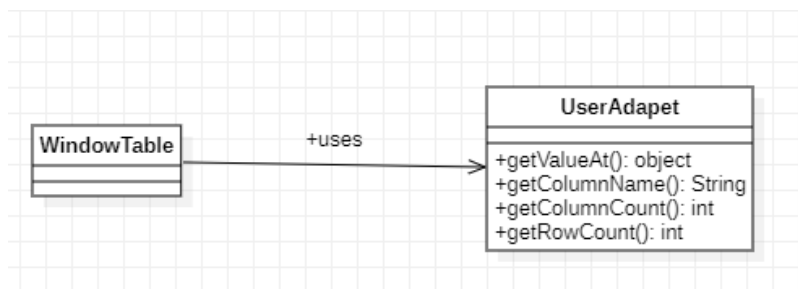 WindowTable
+uses
UserAdapet
+getValueAt(): object
+getColumnName(): String
+getColumnCount(): int
+getRowCount(): int